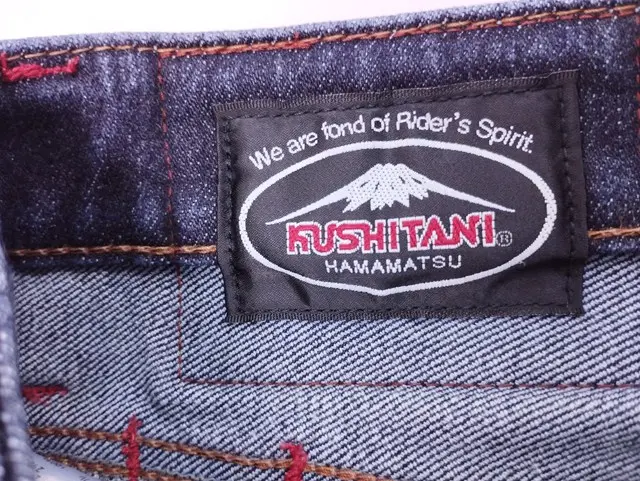 We are fond of Rider's Spirit.
KUSHITANI®
HAMAMATSU